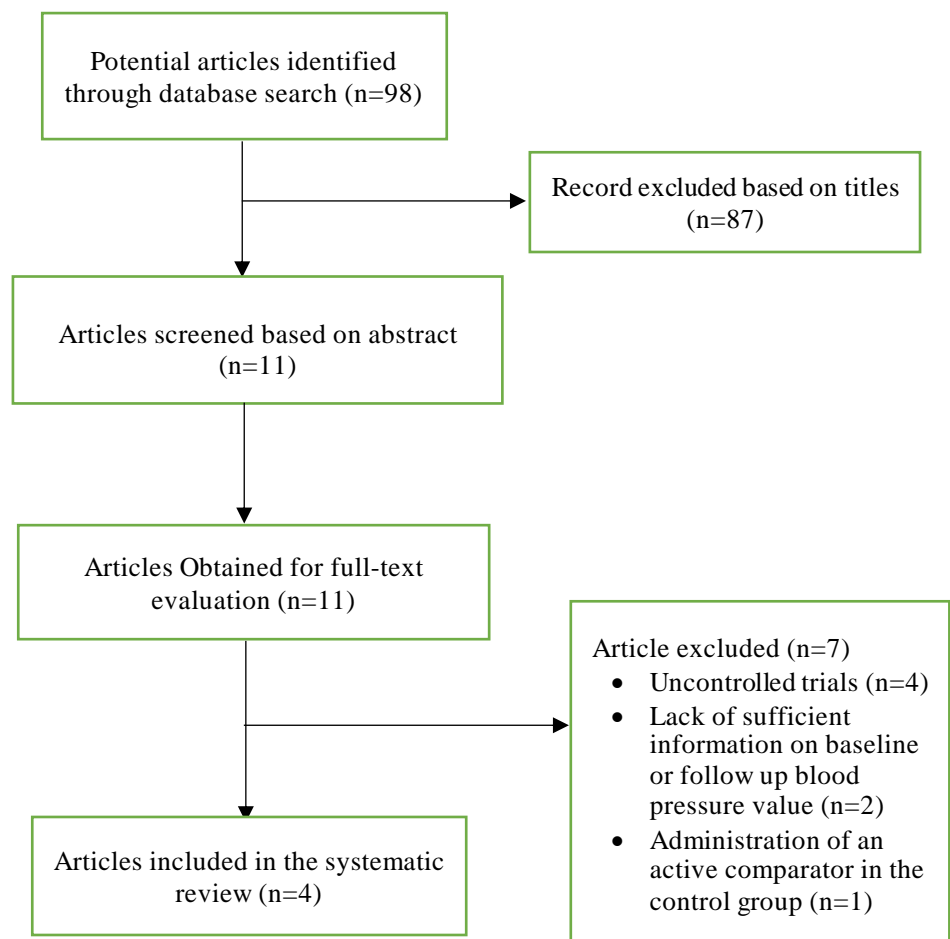 Potential articles identified
through database search (n=98)
Record excluded based on titles
(n=87)
Articles screened based on abstract
(n=11)
Articles Obtained for full-text
evaluation (n=11)
Article excluded (n=7)
• Uncontrolled trials (n=4)
• Lack of sufficient
information on baseline
or follow up blood
pressure value (n=2)
• Administration of an
active comparator in the
control group (n=1)
Articles included in the systematic
review (n=4)